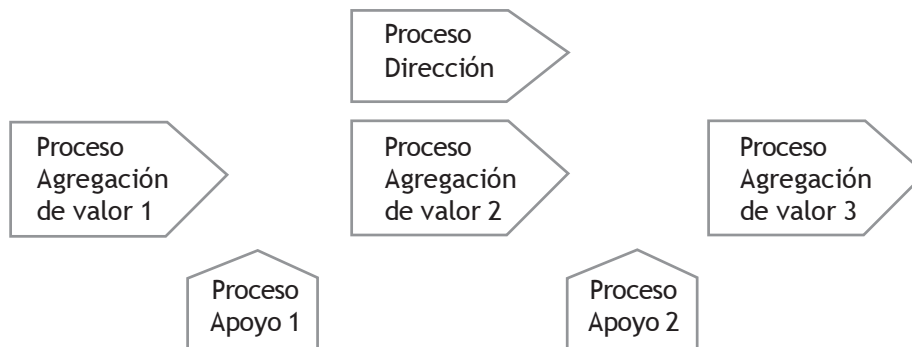 Proceso
Dirección
Proceso
Agregación
de valor 1
Proceso
Agregación
de valor 2
Proceso
Agregación
de valor 3
Proceso
Apoyo 1
Proceso
Apoyo 2